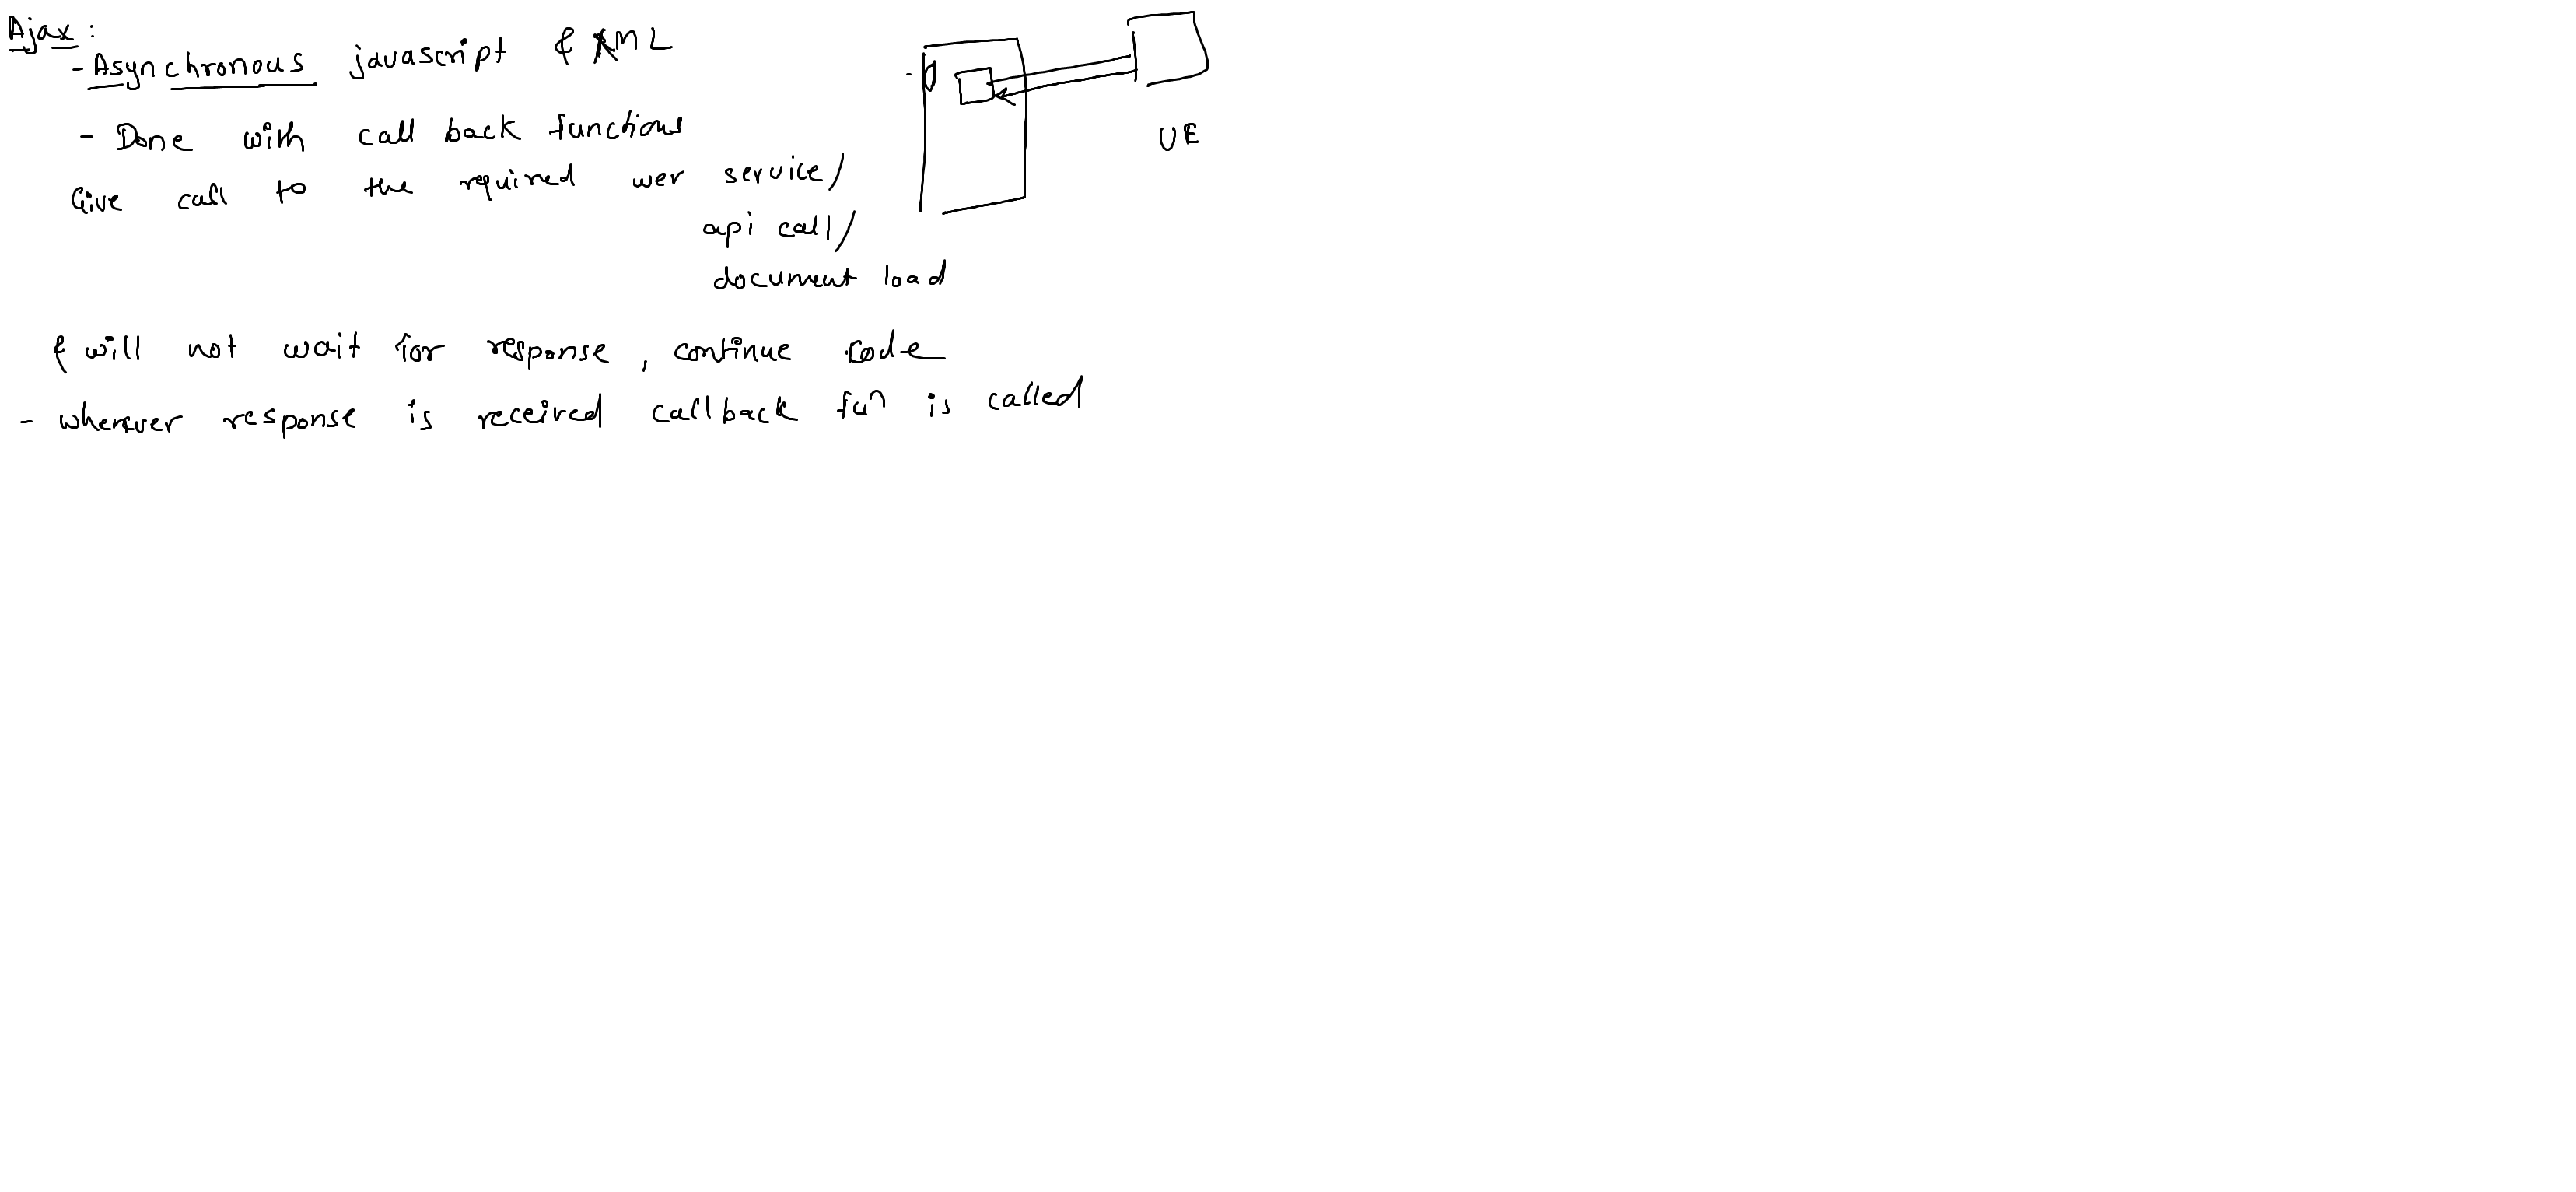 Ajax :
- Asynchronous javascript & XML
- Done with call back functions
Give call to the required wer service/
api call/
document load
& will not wait for response, continue code
- whenever response is received callback fun is called
UE